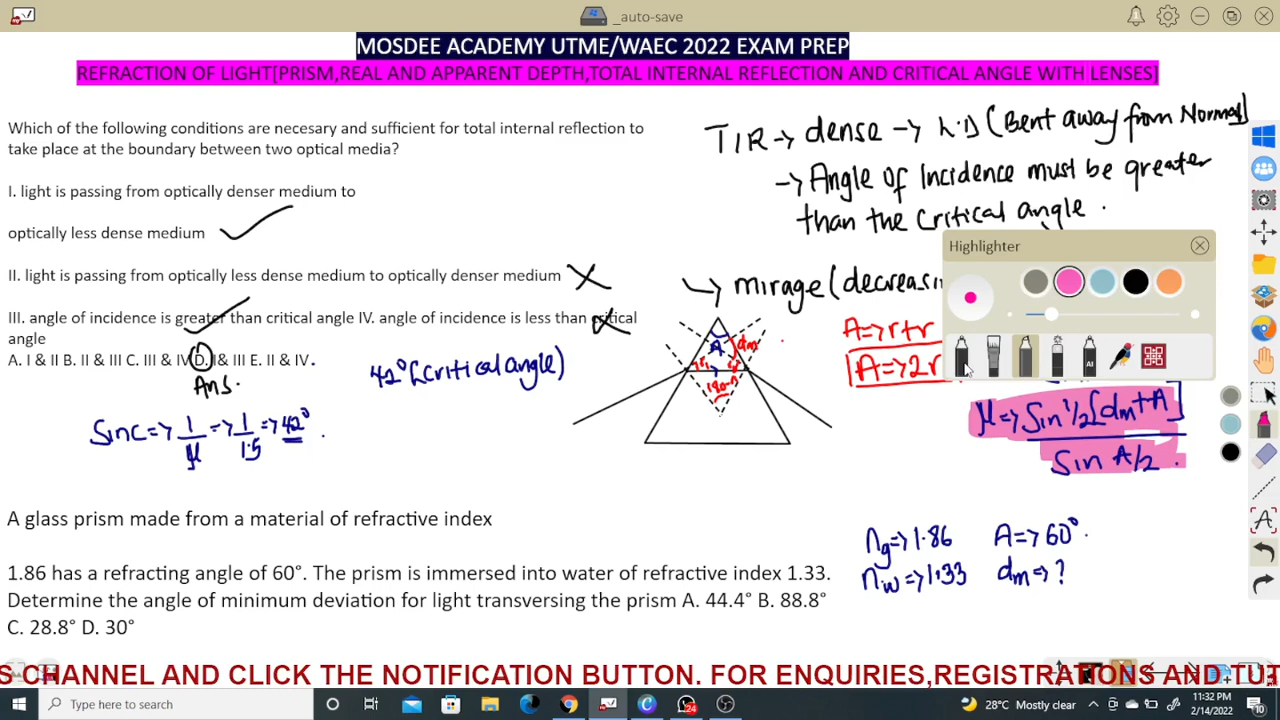 _auto-save
MOSDEE ACADEMY UTME/WAEC 2022 EXAM PREP
REFRACTION OF LIGHT[PRISM,REAL AND APPARENT DEPTH,TOTAL INTERNAL REFLECTION AND CRITICAL ANGLE WITH LENSES]
Which of the following conditions are necesary and sufficient for total internal reflection to
take place at the boundary between two optical media?
I. light is passing from optically denser medium to
optically less dense medium
II. light is passing from optically less dense medium to optically denser medium
III. angle of incidence is greater than critical angle IV. angle of incidence is less than critical
angle
A. I & II B. II & III C. III & IV D. I & III E. II & IV.
Ans.
Sinc => 1/μ => 1/1.5 => 42°.
42° [critical angle)
TIR -> dense -> L.D (Bent away from Normal)
-> Angle of Incidence must be greater
than the Critical angle.
mirage (decreasin
Highlighter
AI
A
dm
A => r + r
A => 2r
μ => Sin 1/2 [dm + A]
Sin A/2.
A glass prism made from a material of refractive index
1.86 has a refracting angle of 60°. The prism is immersed into water of refractive index 1.33.
Determine the angle of minimum deviation for light transversing the prism A. 44.4° B. 88.8°
C. 28.8° D. 30°
ng => 1.86 A => 60°.
nw => 1.33 dm => ?
S CHANNEL AND CLICK THE NOTIFICATION BUTTON. FOR ENQUIRIES,REGISTRATIONS AND TUT
Type here to search
24
28°C Mostly clear
11:32 PM
2/14/2022
10